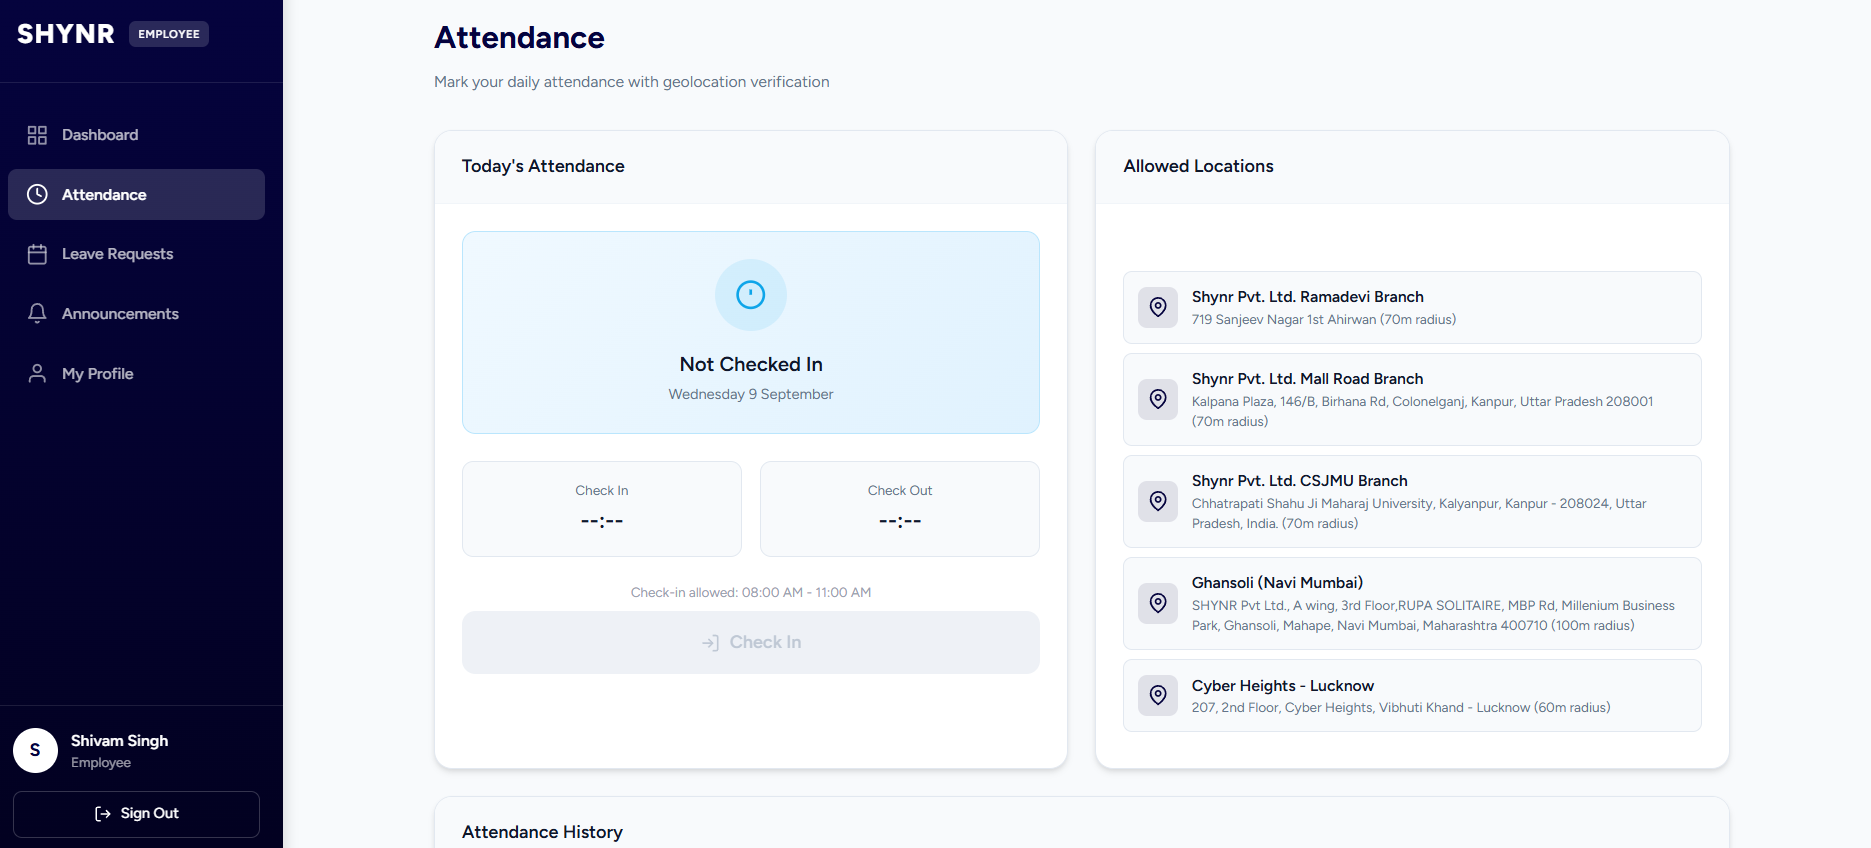 SHYNR EMPLOYEE
Dashboard
Attendance
Leave Requests
Announcements
My Profile
S
Shivam Singh
Employee
Sign Out
Attendance
Mark your daily attendance with geolocation verification
Today's Attendance
Not Checked In
Wednesday 9 September
Check In
--:--
Check Out
--:--
Check-in allowed: 08:00 AM - 11:00 AM
Check In
Allowed Locations
Shynr Pvt. Ltd. Ramadevi Branch
719 Sanjeev Nagar 1st Ahirwan (70m radius)
Shynr Pvt. Ltd. Mall Road Branch
Kalpana Plaza, 146/B, Birhana Rd, Colonelganj, Kanpur, Uttar Pradesh 208001
(70m radius)
Shynr Pvt. Ltd. CSJMU Branch
Chhatrapati Shahu Ji Maharaj University, Kalyanpur, Kanpur - 208024, Uttar
Pradesh, India. (70m radius)
Ghansoli (Navi Mumbai)
SHYNR Pvt Ltd., A wing, 3rd Floor,RUPA SOLITAIRE, MBP Rd, Millenium Business
Park, Ghansoli, Mahape, Navi Mumbai, Maharashtra 400710 (100m radius)
Cyber Heights - Lucknow
207, 2nd Floor, Cyber Heights, Vibhuti Khand - Lucknow (60m radius)
Attendance History